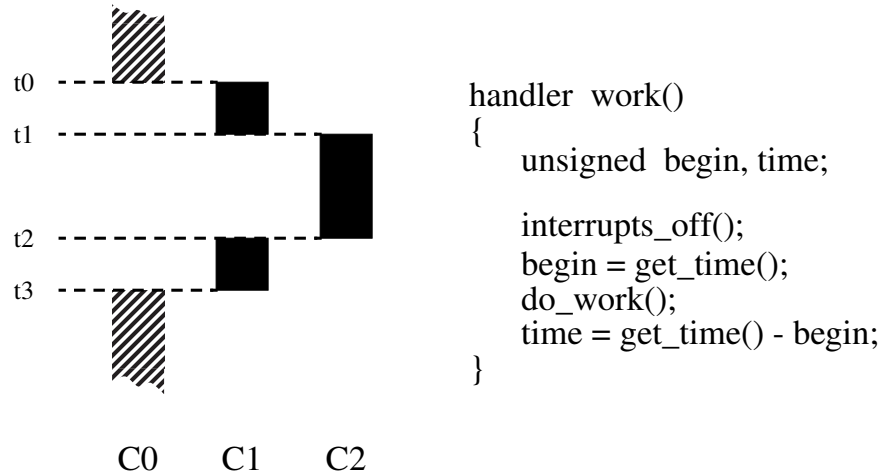 t0
t1
t2
t3
C0 C1 C2
handler work()
{
unsigned begin, time;
interrupts_off();
begin = get_time();
do_work();
time = get_time() - begin;
}